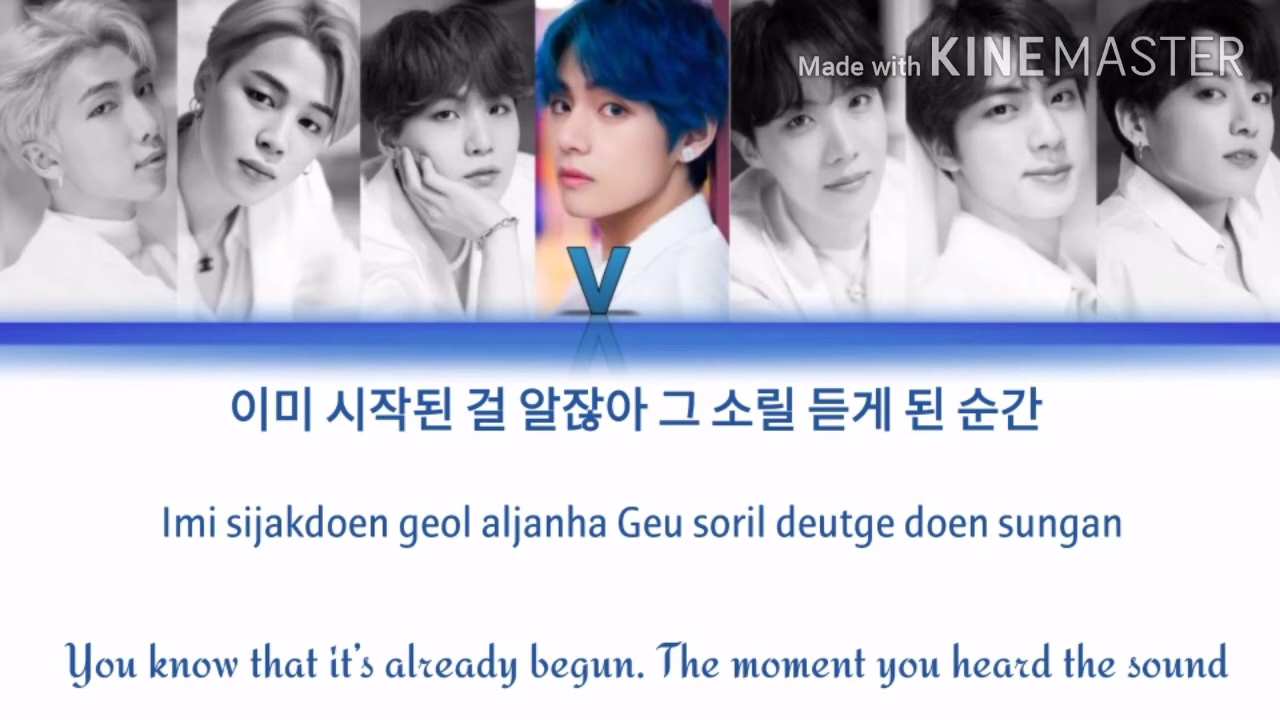 Made with KINEMASTER
V
이미 시작된 걸 알잖아 그 소릴 듣게 된 순간
Imi sijakdoen geol aljanha Geu soril deutge doen sungan
You know that it's already begun. The moment you heard the sound